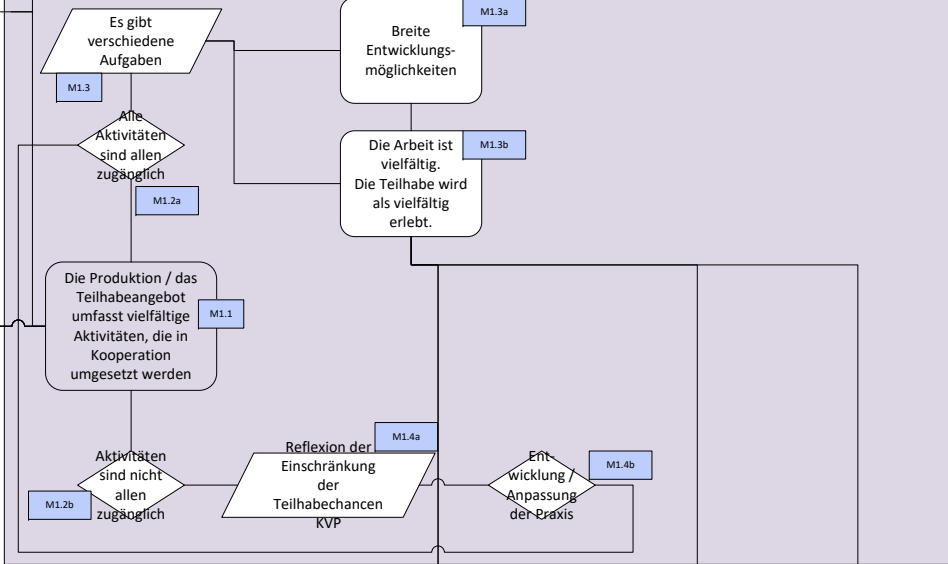 Es gibt
verschiedene
Aufgaben
M1.3
Breite
Entwicklungs-
möglichkeiten
M1.3a
Alle
Aktivitäten
sind allen
zugänglich
M1.2a
Die Arbeit ist
vielfältig.
Die Teilhabe wird
als vielfältig
erlebt.
M1.3b
Die Produktion / das
Teilhabeangebot
umfasst vielfältige
Aktivitäten, die in
Kooperation
umgesetzt werden
M1.1
Aktivitäten
sind nicht
allen
zugänglich
M1.2b
Reflexion der
Einschränkung
der
Teilhabechancen
KVP
M1.4a
Ent-
wicklung /
Anpassung
der Praxis
M1.4b